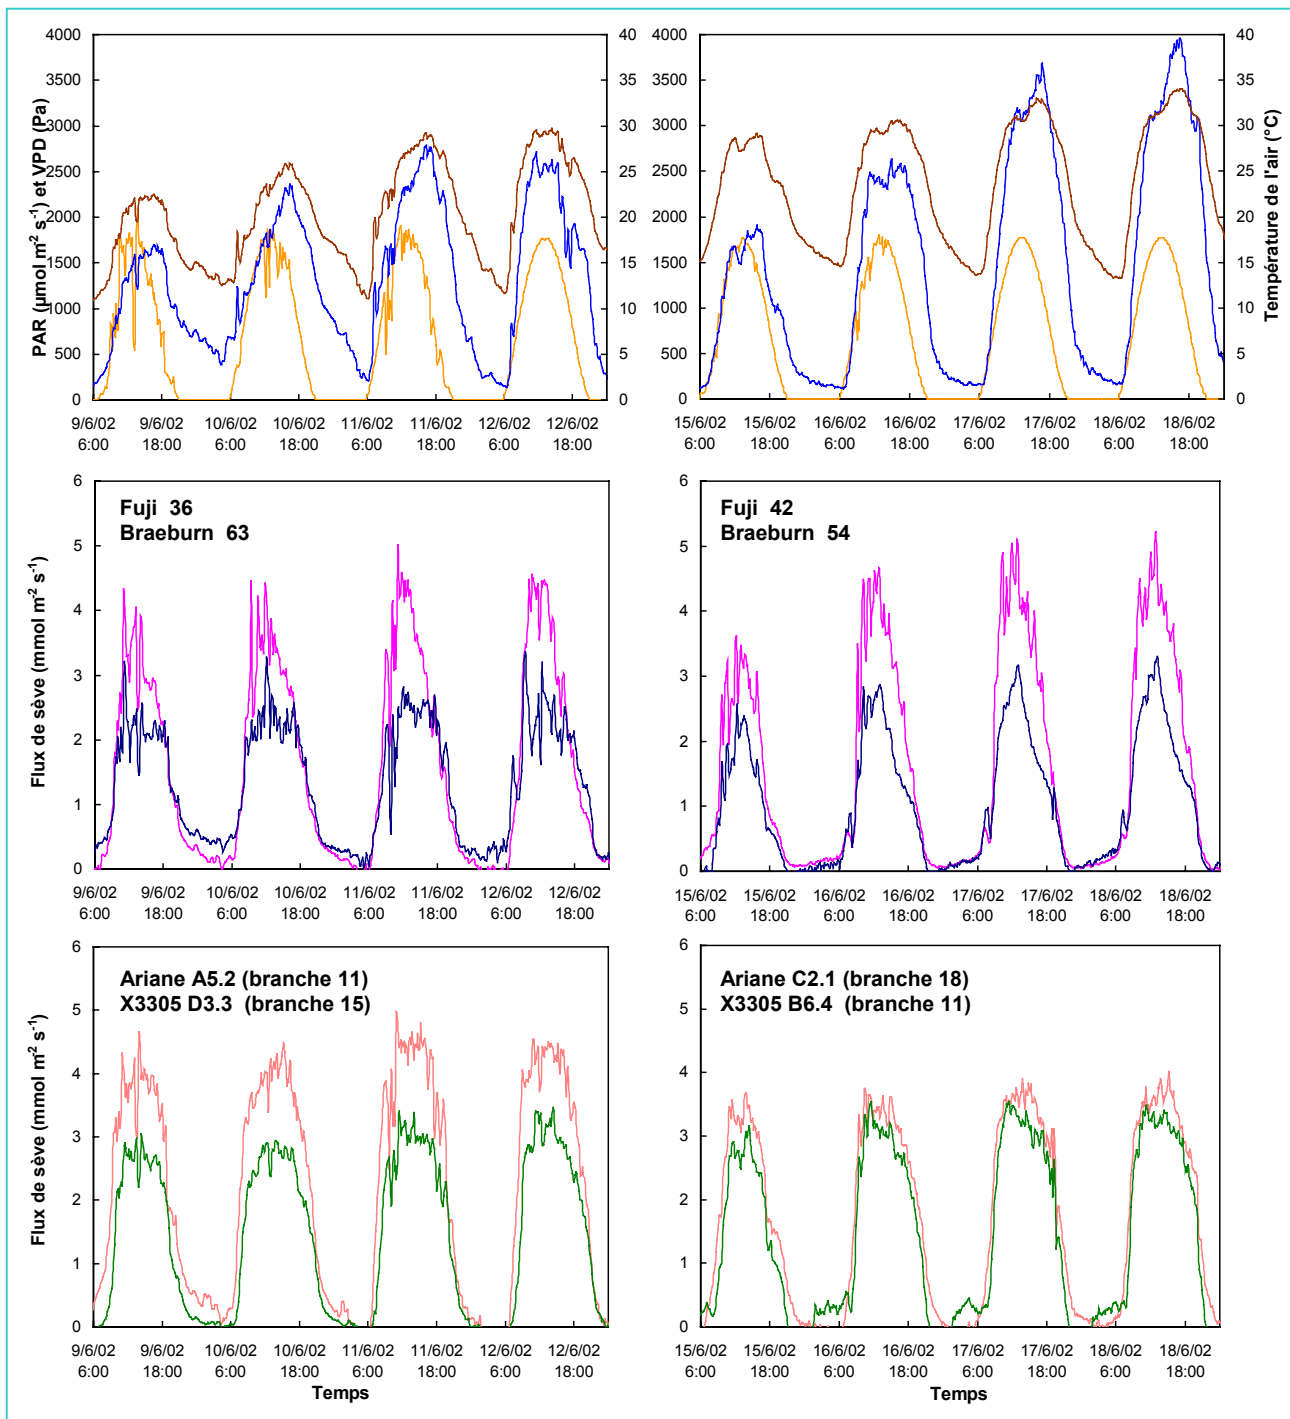 4000 3500 3000 2500 2000 1500 1000 500 0
PAR (µmol m⁻² s⁻¹) et VPD (Pa)
40 35 30 25 20 15 10 5 0
9/6/02 9/6/02 10/6/02 10/6/02 11/6/02 11/6/02 12/6/02 12/6/02
6:00 18:00 6:00 18:00 6:00 18:00 6:00 18:00
4000 3500 3000 2500 2000 1500 1000 500 0
40 35 30 25 20 15 10 5 0
Température de l'air (°C)
15/6/02 15/6/02 16/6/02 16/6/02 17/6/02 17/6/02 18/6/02 18/6/02
6:00 18:00 6:00 18:00 6:00 18:00 6:00 18:00
6 5 4 3 2 1 0
Flux de sève (mmol m⁻² s⁻¹)
Fuji 36
Braeburn 63
9/6/02 9/6/02 10/6/02 10/6/02 11/6/02 11/6/02 12/6/02 12/6/02
6:00 18:00 6:00 18:00 6:00 18:00 6:00 18:00
6 5 4 3 2 1 0
Fuji 42
Braeburn 54
15/6/02 15/6/02 16/6/02 16/6/02 17/6/02 17/6/02 18/6/02 18/6/02
6:00 18:00 6:00 18:00 6:00 18:00 6:00 18:00
6 5 4 3 2 1 0
Flux de sève (mmol m⁻² s⁻¹)
Ariane A5.2 (branche 11)
X3305 D3.3 (branche 15)
9/6/02 9/6/02 10/6/02 10/6/02 11/6/02 11/6/02 12/6/02 12/6/02
6:00 18:00 6:00 18:00 6:00 18:00 6:00 18:00
Temps
6 5 4 3 2 1 0
Ariane C2.1 (branche 18)
X3305 B6.4 (branche 11)
15/6/02 15/6/02 16/6/02 16/6/02 17/6/02 17/6/02 18/6/02 18/6/02
6:00 18:00 6:00 18:00 6:00 18:00 6:00 18:00
Temps